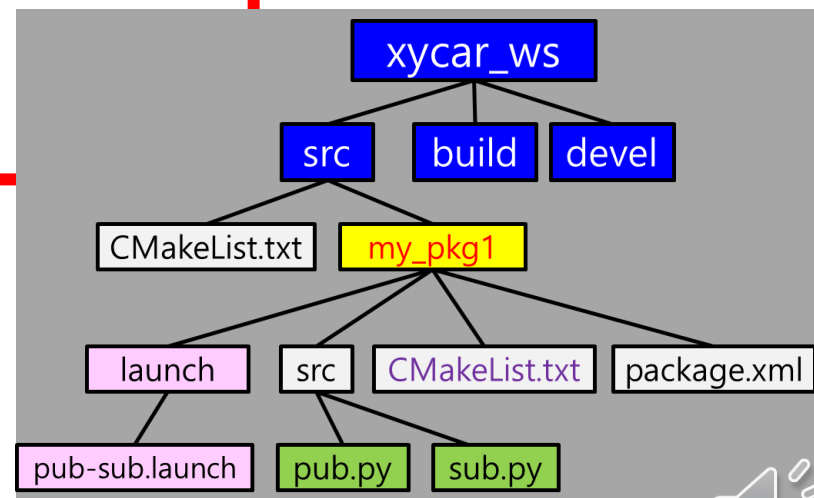 xycar_ws
src build devel
CMakeList.txt my_pkg1
launch src CMakeList.txt package.xml
pub-sub.launch pub.py sub.py